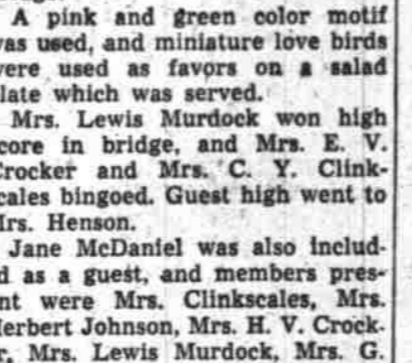 A pink and green color motif
was used, and miniature love birds
were used as favors on a salad
late which was served.
Mrs. Lewis Murdock won high
core in bridge, and Mrs. E. V.
Crocker and Mrs. C. Y. Clink-
cales bingoed. Guest high went to
Mrs. Henson.
Jane McDaniel was also includ-
d as a guest, and members pres-
nt were Mrs. Clinkscales, Mrs.
Herbert Johnson, Mrs. H. V. Crock-
r, Mrs. Lewis Murdock, Mrs. G.